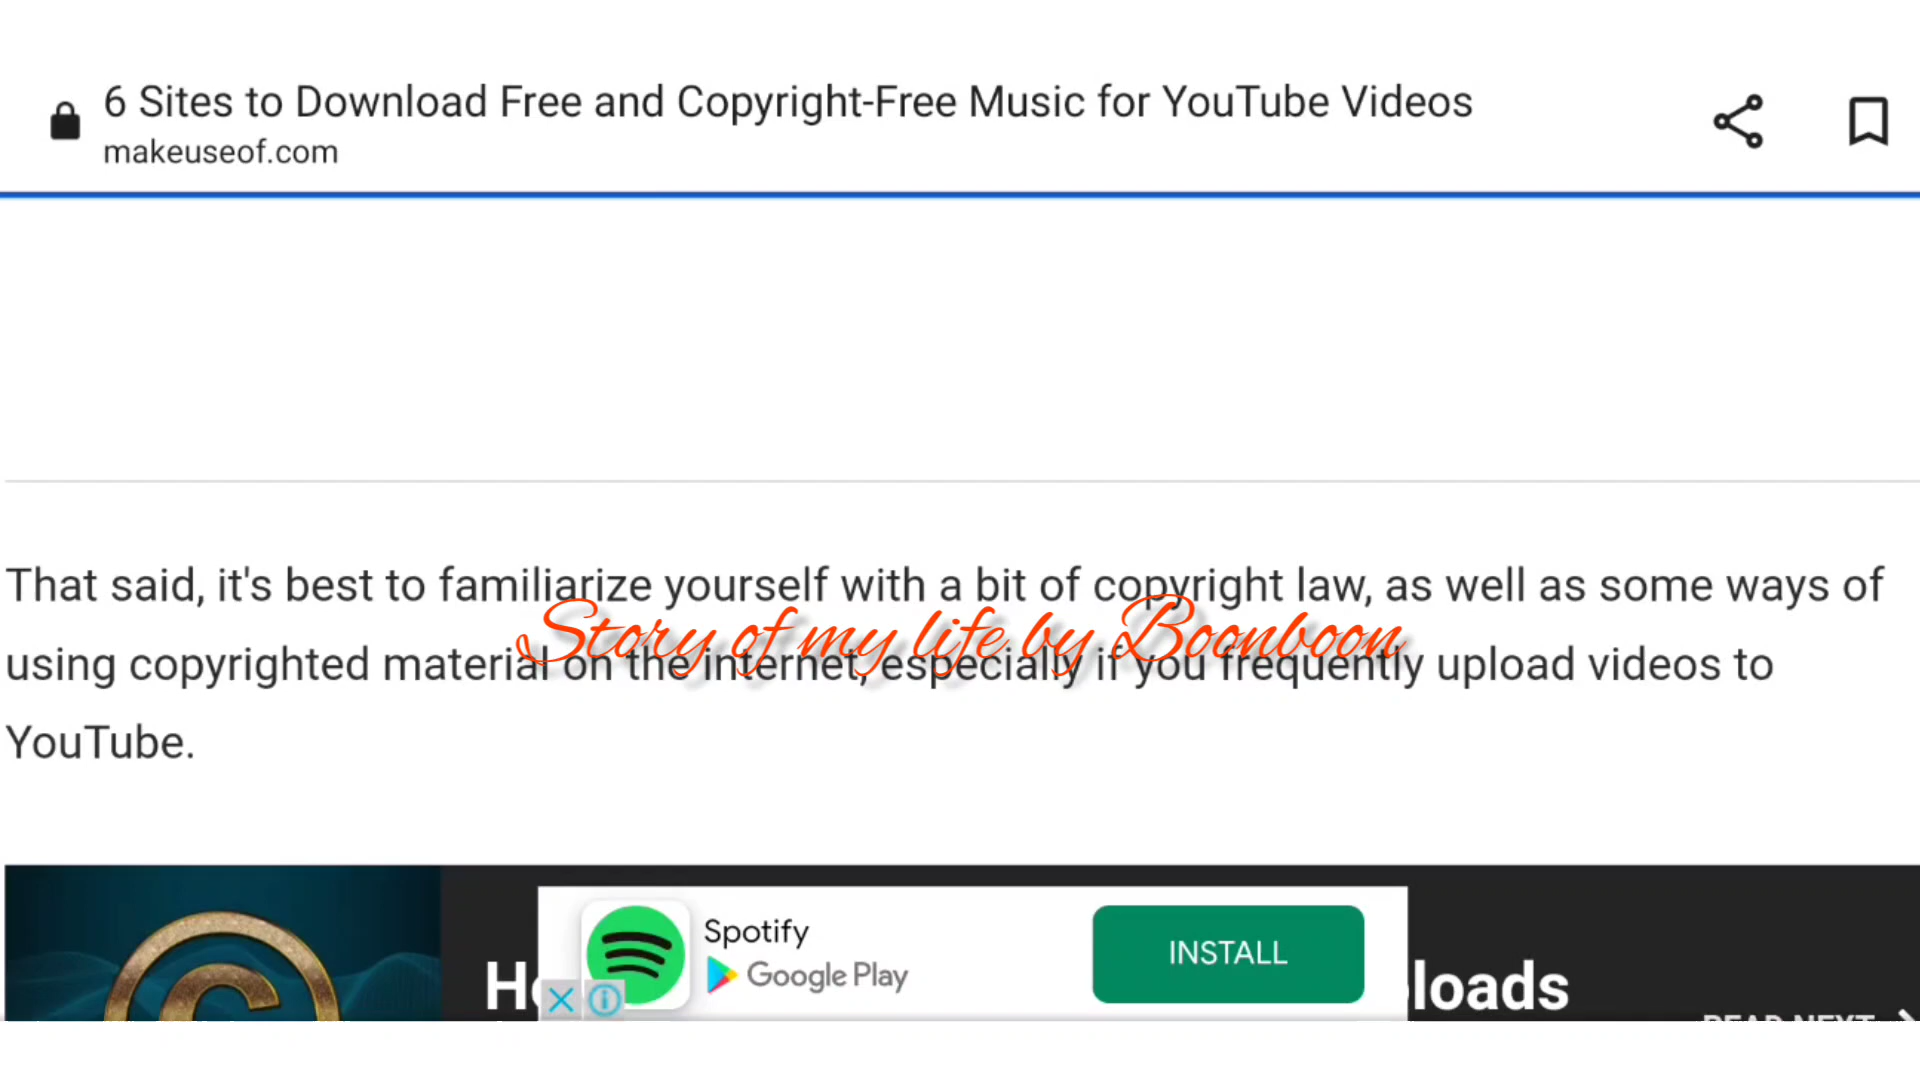 6 Sites to Download Free and Copyright-Free Music for YouTube Videos
makeuseof.com
That said, it's best to familiarize yourself with a bit of copyright law, as well as some ways of
Story of my life by Boonboon
using copyrighted material on the internet, especially if you frequently upload videos to
YouTube.
Spotify
Google Play
INSTALL
READ NEXT